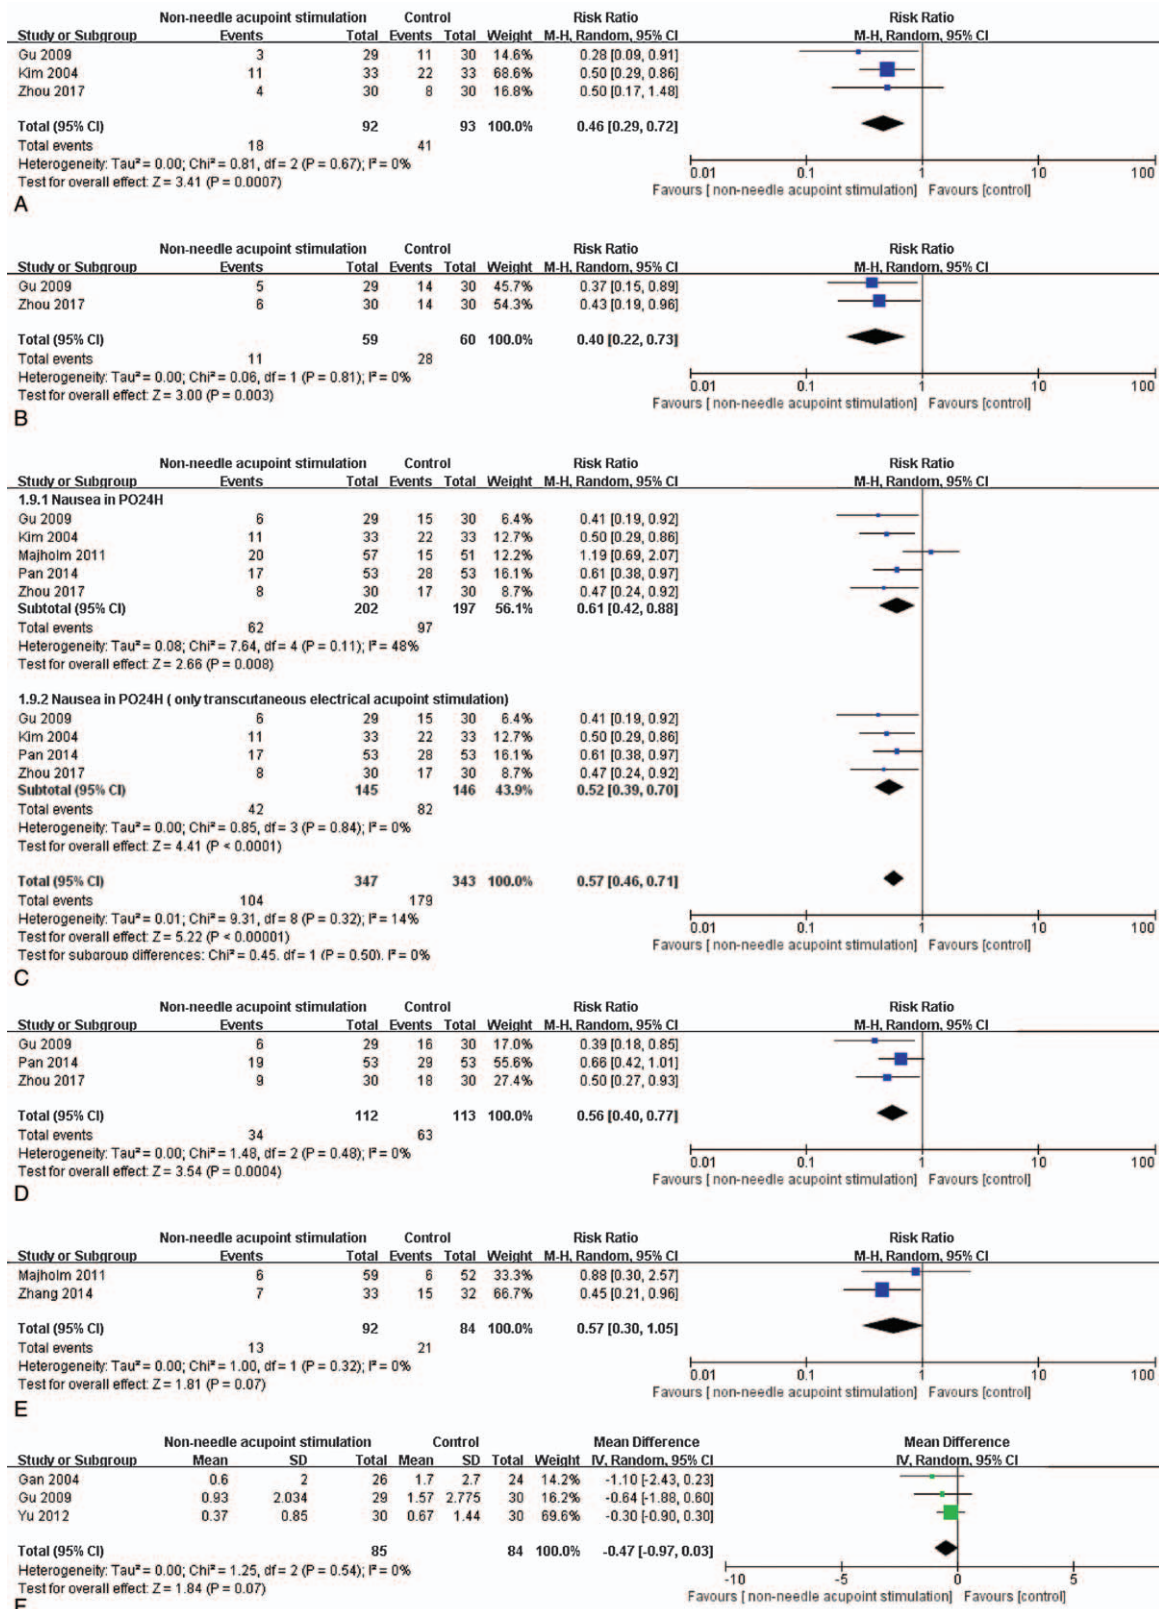 Non-needle acupoint stimulation Control Risk Ratio Risk Ratio
Study or Subgroup Events Total Events Total Weight M-H, Random, 95% CI M-H, Random, 95% CI
Gu 2009 3 29 11 30 14.6% 0.28 [0.09, 0.91]
Kim 2004 11 33 22 33 68.6% 0.50 [0.29, 0.86]
Zhou 2017 4 30 8 30 16.8% 0.50 [0.17, 1.48]
Total (95% CI) 92 93 100.0% 0.46 [0.29, 0.72]
Total events 18 41
Heterogeneity: Tau² = 0.00; Chi² = 0.81, df = 2 (P = 0.67); I² = 0%
Test for overall effect: Z = 3.41 (P = 0.0007)
0.01 0.1 1 10 100
Favours [ non-needle acupoint stimulation] Favours [control]
A
Non-needle acupoint stimulation Control Risk Ratio Risk Ratio
Study or Subgroup Events Total Events Total Weight M-H, Random, 95% CI M-H, Random, 95% CI
Gu 2009 5 29 14 30 45.7% 0.37 [0.15, 0.89]
Zhou 2017 6 30 14 30 54.3% 0.43 [0.19, 0.96]
Total (95% CI) 59 60 100.0% 0.40 [0.22, 0.73]
Total events 11 28
Heterogeneity: Tau² = 0.00; Chi² = 0.06, df = 1 (P = 0.81); I² = 0%
Test for overall effect: Z = 3.00 (P = 0.003)
0.01 0.1 1 10 100
Favours [ non-needle acupoint stimulation] Favours [control]
B
Non-needle acupoint stimulation Control Risk Ratio Risk Ratio
Study or Subgroup Events Total Events Total Weight M-H, Random, 95% CI M-H, Random, 95% CI
1.9.1 Nausea in PO24H
Gu 2009 6 29 15 30 6.4% 0.41 [0.19, 0.92]
Kim 2004 11 33 22 33 12.7% 0.50 [0.29, 0.86]
Majholm 2011 20 57 15 51 12.2% 1.19 [0.69, 2.07]
Pan 2014 17 53 28 53 16.1% 0.61 [0.38, 0.97]
Zhou 2017 8 30 17 30 8.7% 0.47 [0.24, 0.92]
Subtotal (95% CI) 202 197 56.1% 0.61 [0.42, 0.88]
Total events 62 97
Heterogeneity: Tau² = 0.08; Chi² = 7.64, df = 4 (P = 0.11); I² = 48%
Test for overall effect: Z = 2.66 (P = 0.008)
1.9.2 Nausea in PO24H ( only transcutaneous electrical acupoint stimulation)
Gu 2009 6 29 15 30 6.4% 0.41 [0.19, 0.92]
Kim 2004 11 33 22 33 12.7% 0.50 [0.29, 0.86]
Pan 2014 17 53 28 53 16.1% 0.61 [0.38, 0.97]
Zhou 2017 8 30 17 30 8.7% 0.47 [0.24, 0.92]
Subtotal (95% CI) 145 146 43.9% 0.52 [0.39, 0.70]
Total events 42 82
Heterogeneity: Tau² = 0.00; Chi² = 0.85, df = 3 (P = 0.84); I² = 0%
Test for overall effect: Z = 4.41 (P < 0.0001)
Total (95% CI) 347 343 100.0% 0.57 [0.46, 0.71]
Total events 104 179
Heterogeneity: Tau² = 0.01; Chi² = 9.31, df = 8 (P = 0.32); I² = 14%
Test for overall effect: Z = 5.22 (P < 0.00001)
Test for subgroup differences: Chi² = 0.45, df = 1 (P = 0.50), I² = 0%
0.01 0.1 1 10 100
Favours [ non-needle acupoint stimulation] Favours [control]
C
Non-needle acupoint stimulation Control Risk Ratio Risk Ratio
Study or Subgroup Events Total Events Total Weight M-H, Random, 95% CI M-H, Random, 95% CI
Gu 2009 6 29 16 30 17.0% 0.39 [0.18, 0.85]
Pan 2014 19 53 29 53 55.6% 0.66 [0.42, 1.01]
Zhou 2017 9 30 18 30 27.4% 0.50 [0.27, 0.93]
Total (95% CI) 112 113 100.0% 0.56 [0.40, 0.77]
Total events 34 63
Heterogeneity: Tau² = 0.00; Chi² = 1.48, df = 2 (P = 0.48); I² = 0%
Test for overall effect: Z = 3.54 (P = 0.0004)
0.01 0.1 1 10 100
Favours [ non-needle acupoint stimulation] Favours [control]
D
Non-needle acupoint stimulation Control Risk Ratio Risk Ratio
Study or Subgroup Events Total Events Total Weight M-H, Random, 95% CI M-H, Random, 95% CI
Majholm 2011 6 59 6 52 33.3% 0.88 [0.30, 2.57]
Zhang 2014 7 33 15 32 66.7% 0.45 [0.21, 0.96]
Total (95% CI) 92 84 100.0% 0.57 [0.30, 1.05]
Total events 13 21
Heterogeneity: Tau² = 0.00; Chi² = 1.00, df = 1 (P = 0.32); I² = 0%
Test for overall effect: Z = 1.81 (P = 0.07)
0.01 0.1 1 10 100
Favours [ non-needle acupoint stimulation] Favours [control]
E
Non-needle acupoint stimulation Control Mean Difference Mean Difference
Study or Subgroup Mean SD Total Mean SD Total Weight IV, Random, 95% CI IV, Random, 95% CI
Gan 2004 0.6 2 26 1.7 2.7 24 14.2% -1.10 [-2.43, 0.23]
Gu 2009 0.93 2.034 29 1.57 2.775 30 16.2% -0.64 [-1.88, 0.60]
Yu 2012 0.37 0.85 30 0.67 1.44 30 69.6% -0.30 [-0.90, 0.30]
Total (95% CI) 85 84 100.0% -0.47 [-0.97, 0.03]
Heterogeneity: Tau² = 0.00; Chi² = 1.25, df = 2 (P = 0.54); I² = 0%
Test for overall effect: Z = 1.84 (P = 0.07)
-10 -5 0 5
Favours [ non-needle acupoint stimulation] Favours [control]